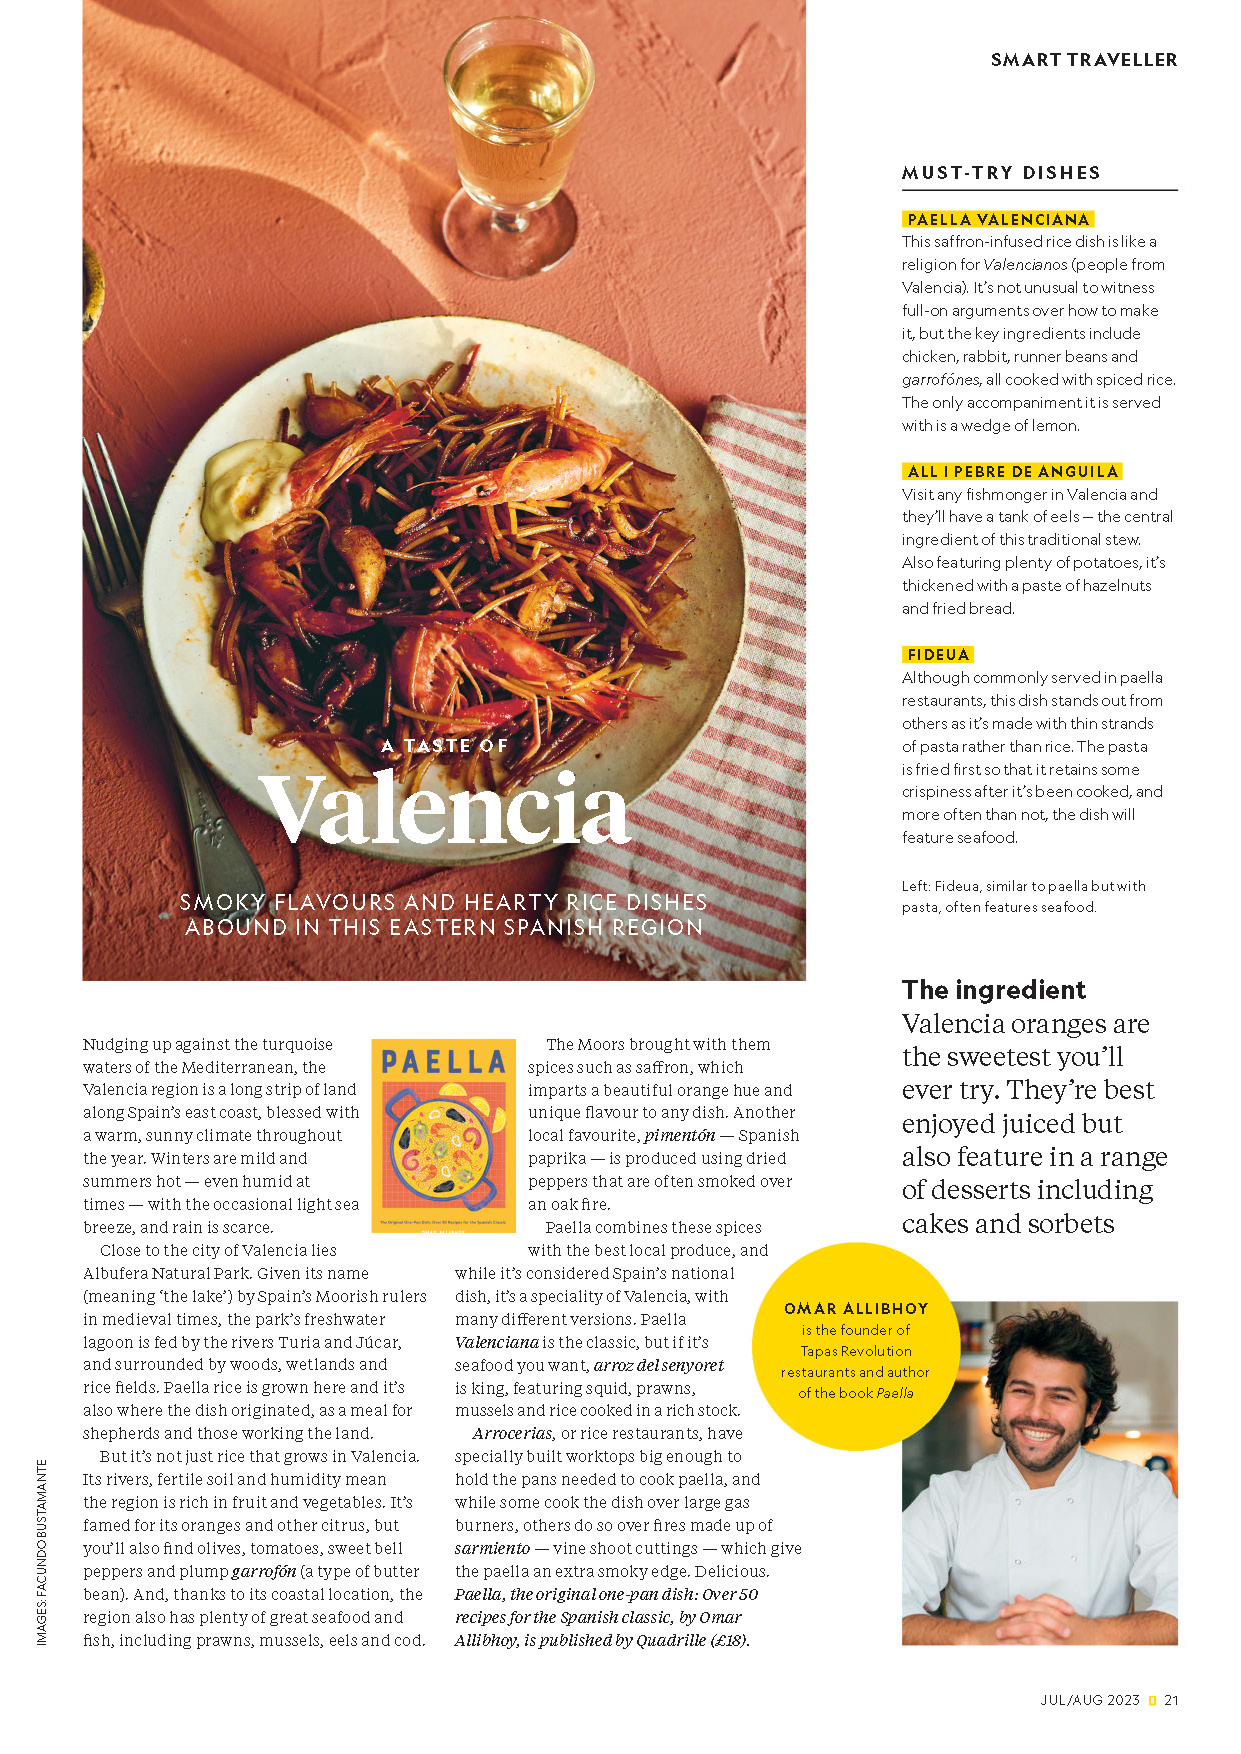 SMART TRAVELLER
A TASTE OF
Valencia
SMOKY FLAVOURS AND HEARTY RICE DISHES
ABOUND IN THIS EASTERN SPANISH REGION
Nudging up against the turquoise
waters of the Mediterranean, the
Valencia region is a long strip of land
along Spain's east coast, blessed with
a warm, sunny climate throughout
the year. Winters are mild and
summers hot — even humid at
times — with the occasional light sea
breeze, and rain is scarce.
Close to the city of Valencia lies
Albufera Natural Park. Given its name
(meaning 'the lake') by Spain's Moorish rulers
in medieval times, the park's freshwater
lagoon is fed by the rivers Turia and Júcar,
and surrounded by woods, wetlands and
rice fields. Paella rice is grown here and it's
also where the dish originated, as a meal for
shepherds and those working the land.
But it's not just rice that grows in Valencia.
Its rivers, fertile soil and humidity mean
the region is rich in fruit and vegetables. It's
famed for its oranges and other citrus, but
you'll also find olives, tomatoes, sweet bell
peppers and plump garrofón (a type of butter
bean). And, thanks to its coastal location, the
region also has plenty of great seafood and
fish, including prawns, mussels, eels and cod.
PAELLA
The Original One-Pan Dish: Over 50 Recipes for the Spanish Classic
OMAR ALLIBHOY
The Moors brought with them
spices such as saffron, which
imparts a beautiful orange hue and
unique flavour to any dish. Another
local favourite, pimentón — Spanish
paprika — is produced using dried
peppers that are often smoked over
an oak fire.
Paella combines these spices
with the best local produce, and
while it's considered Spain's national
dish, it's a speciality of Valencia, with
many different versions. Paella
Valenciana is the classic, but if it's
seafood you want, arroz del senyoret
is king, featuring squid, prawns,
mussels and rice cooked in a rich stock.
Arrocerias, or rice restaurants, have
specially built worktops big enough to
hold the pans needed to cook paella, and
while some cook the dish over large gas
burners, others do so over fires made up of
sarmiento — vine shoot cuttings — which give
the paella an extra smoky edge. Delicious.
Paella, the original one-pan dish: Over 50
recipes for the Spanish classic, by Omar
Allibhoy, is published by Quadrille (£18).
MUST-TRY DISHES
PAELLA VALENCIANA
This saffron-infused rice dish is like a
religion for Valencianos (people from
Valencia). It's not unusual to witness
full-on arguments over how to make
it, but the key ingredients include
chicken, rabbit, runner beans and
garrofónes, all cooked with spiced rice.
The only accompaniment it is served
with is a wedge of lemon.
ALL I PEBRE DE ANGUILA
Visit any fishmonger in Valencia and
they'll have a tank of eels — the central
ingredient of this traditional stew.
Also featuring plenty of potatoes, it's
thickened with a paste of hazelnuts
and fried bread.
FIDEUA
Although commonly served in paella
restaurants, this dish stands out from
others as it's made with thin strands
of pasta rather than rice. The pasta
is fried first so that it retains some
crispiness after it's been cooked, and
more often than not, the dish will
feature seafood.
Left: Fideua, similar to paella but with
pasta, often features seafood.
The ingredient
Valencia oranges are
the sweetest you'll
ever try. They're best
enjoyed juiced but
also feature in a range
of desserts including
cakes and sorbets
OMAR ALLIBHOY
is the founder of
Tapas Revolution
restaurants and author
of the book Paella
IMAGES: FACUNDO BUSTAMANTE
JUL/AUG 2023 21